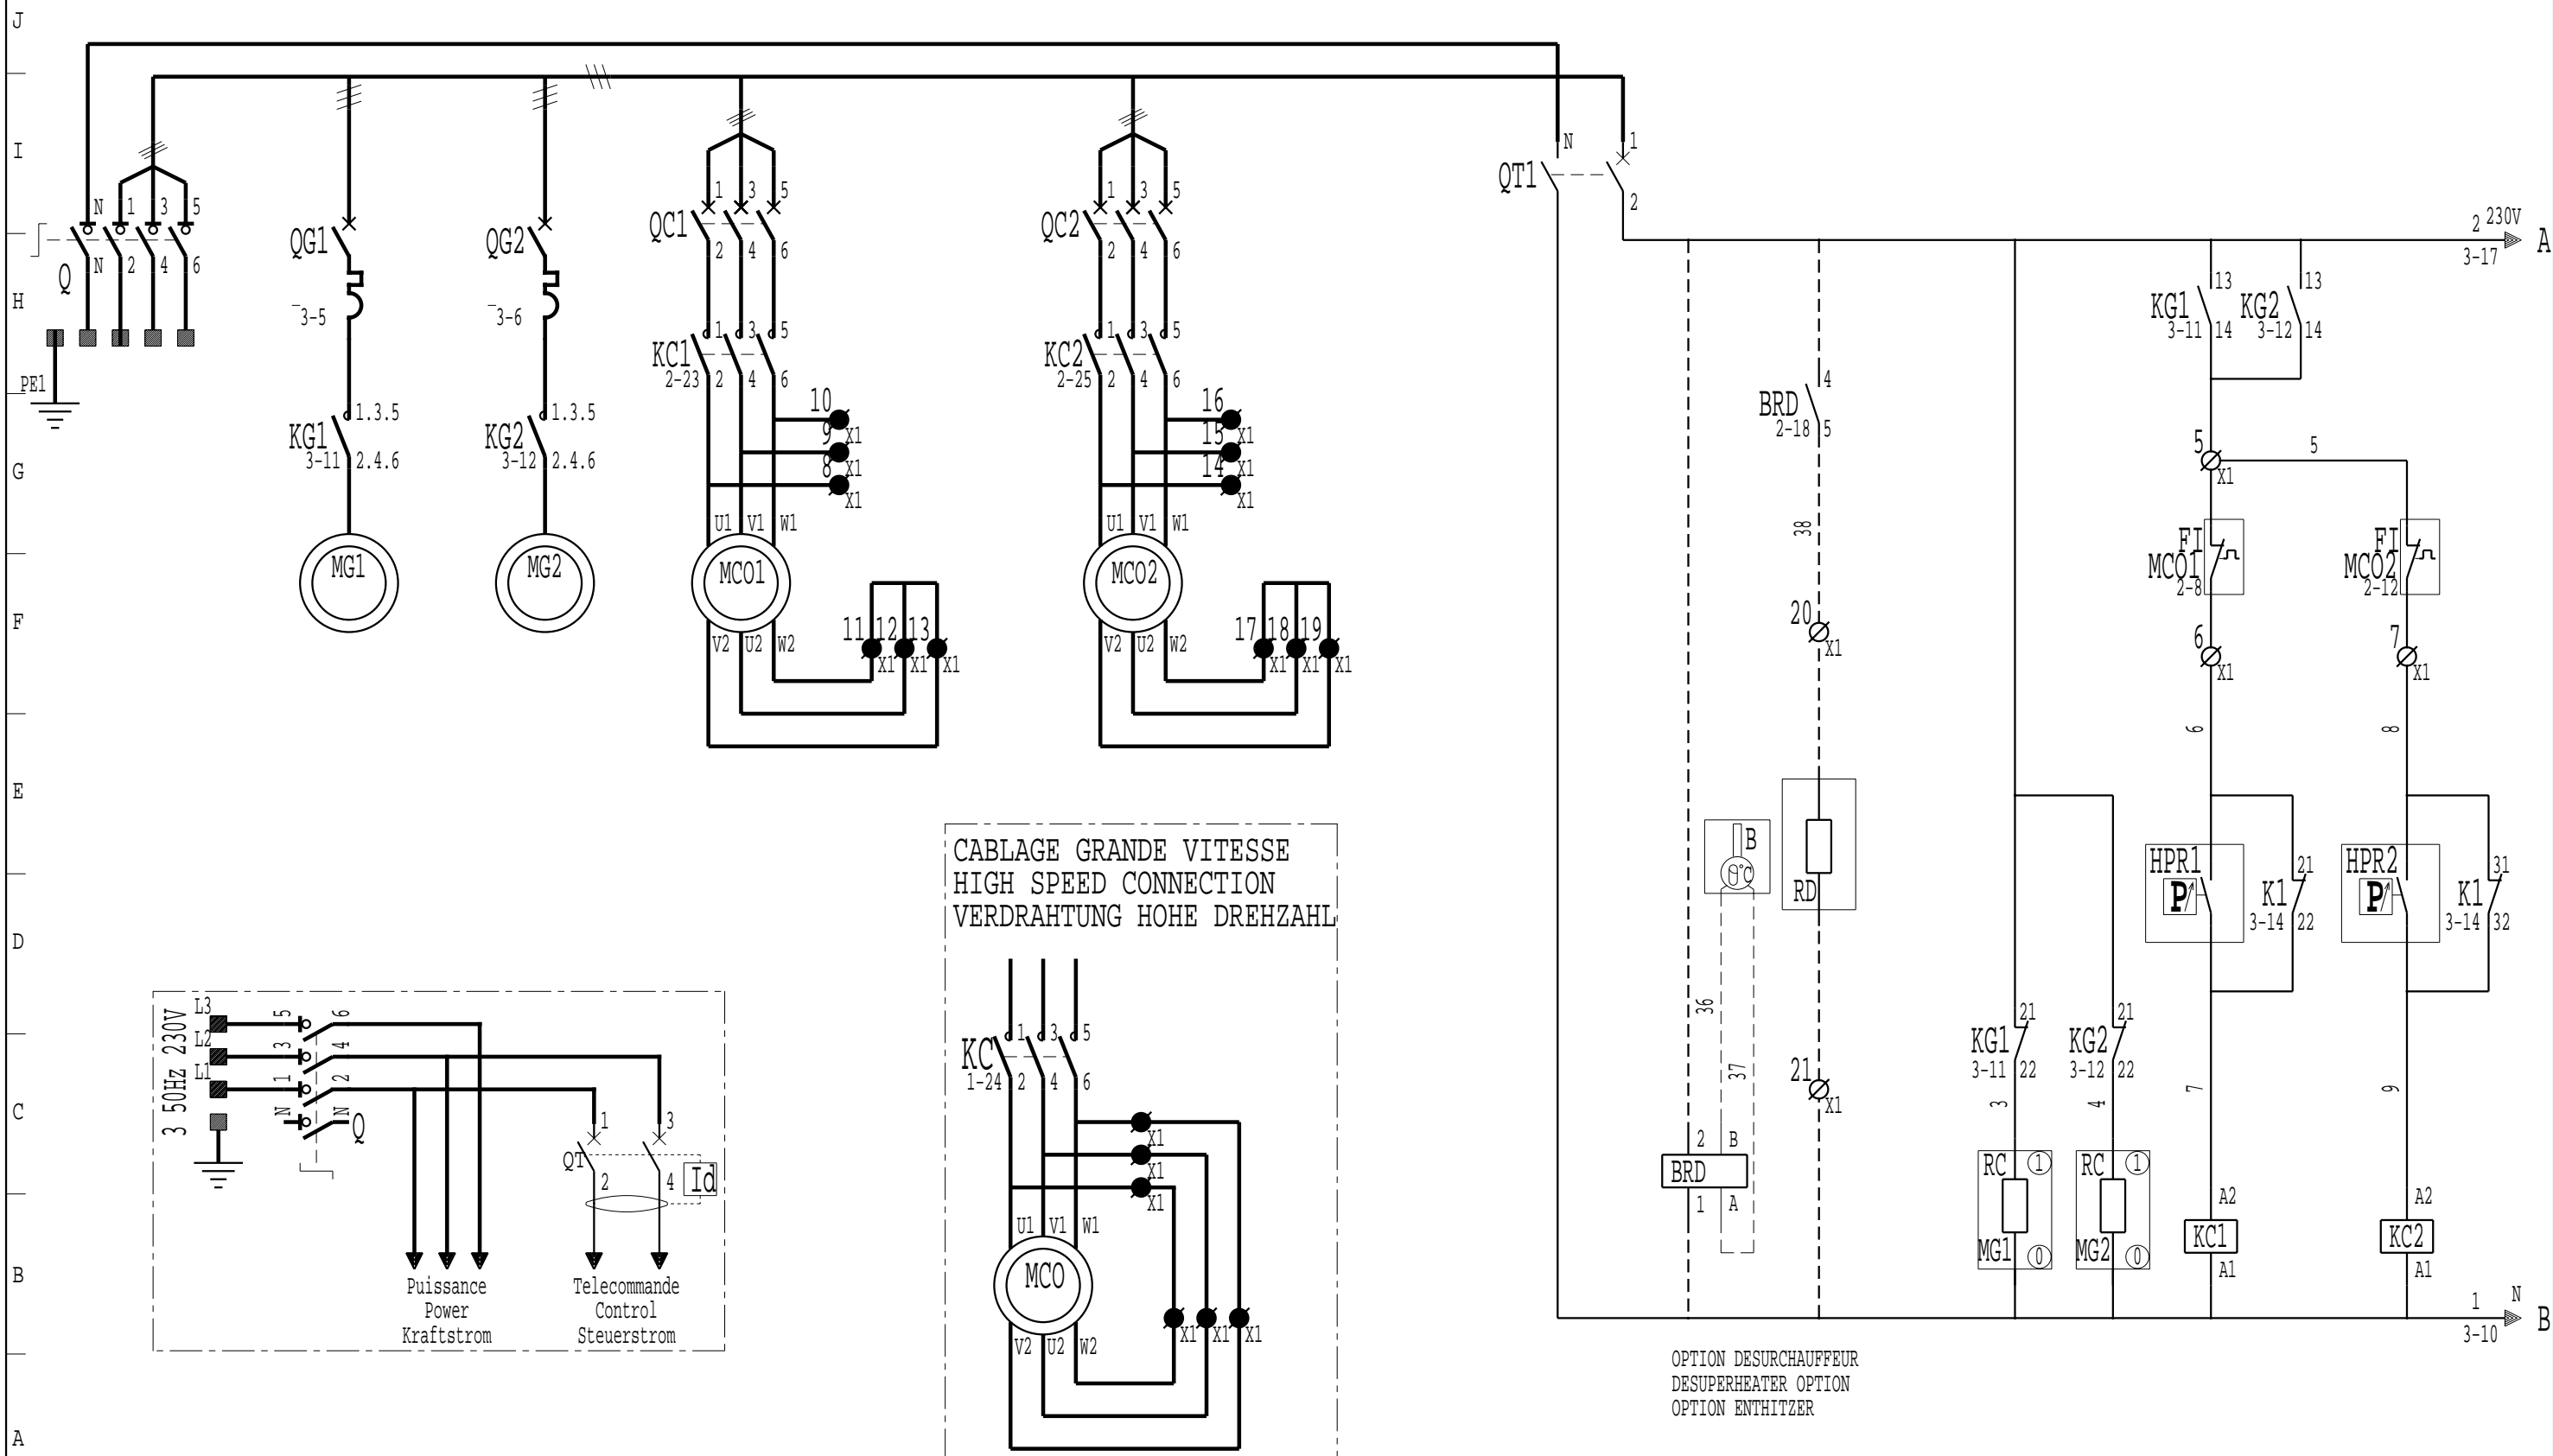 J
I
H
G
F
E
D
C
B
A
N 1 3 5
Q
N 2 4 6
PE1
QG1
3-5
KG1
1.3.5
3-11 2.4.6
MG1
QG2
3-6
KG2
1.3.5
3-12 2.4.6
MG2
1 3 5
QC1
2 4 6
KC1
1 3 5
2-23 2 4 6
10
X1
9
X1
8
X1
U1 V1 W1
MCO1
V2 U2 W2
11 12 13
X1 X1 X1
1 3 5
QC2
2 4 6
KC2
1 3 5
2-25 2 4 6
16
X1
15
X1
14
X1
U1 V1 W1
MCO2
V2 U2 W2
17 18 19
X1 X1 X1
N 1
QT1
2
2 230V
3-17
A
BRD
4
2-18 5
38
20
X1
B
θ°C
RD
36
37
21
X1
2 B
BRD
1 A
OPTION DESURCHAUFFEUR
DESUPERHEATER OPTION
OPTION ENTHITZER
KG1
13
3-11 14
KG2
13
3-12 14
5
X1
5
FI
MCO1
2-8
FI
MCO2
2-12
6
X1
7
X1
6
8
HPR1
P
K1
21
3-14 22
HPR2
P
K1
31
3-14 32
KG1
21
3-11 22
KG2
21
3-12 22
3
4
7
9
RC 1
MG1 0
RC 1
MG2 0
A2
KC1
A1
A2
KC2
A1
1 N
3-10
B
3 50Hz 230V
L3
L2
L1
5 6
3 4
1 2
N N
Q
QT
1 3
2 4
Id
Puissance
Power
Kraftstrom
Telecommande
Control
Steuerstrom
CABLAGE GRANDE VITESSE
HIGH SPEED CONNECTION
VERDRAHTUNG HOHE DREHZAHL
KC
1 3 5
1-24 2 4 6
X1
X1
X1
U1 V1 W1
MCO
V2 U2 W2
X1 X1 X1